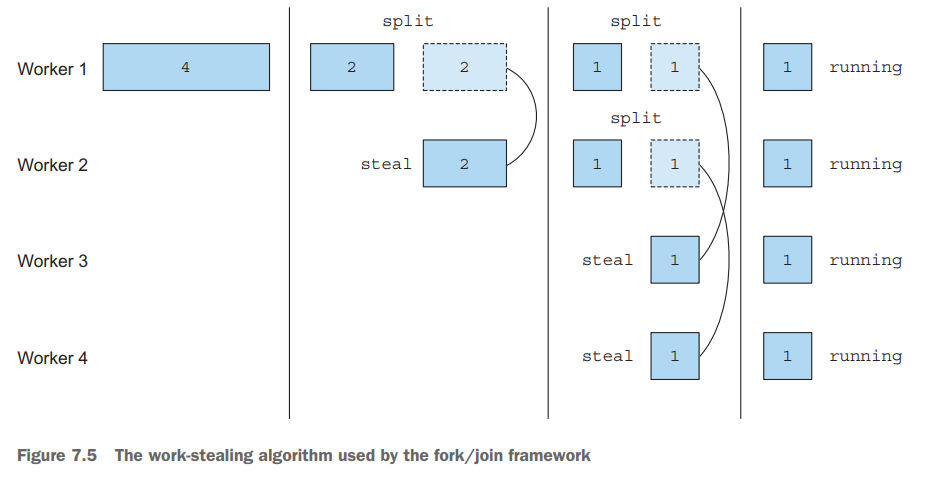 split split
Worker 1 4 2 2 1 1 1 running
split
Worker 2 steal 2 1 1 1 running
Worker 3 steal 1 1 running
Worker 4 steal 1 1 running
Figure 7.5 The work-stealing algorithm used by the fork/join framework